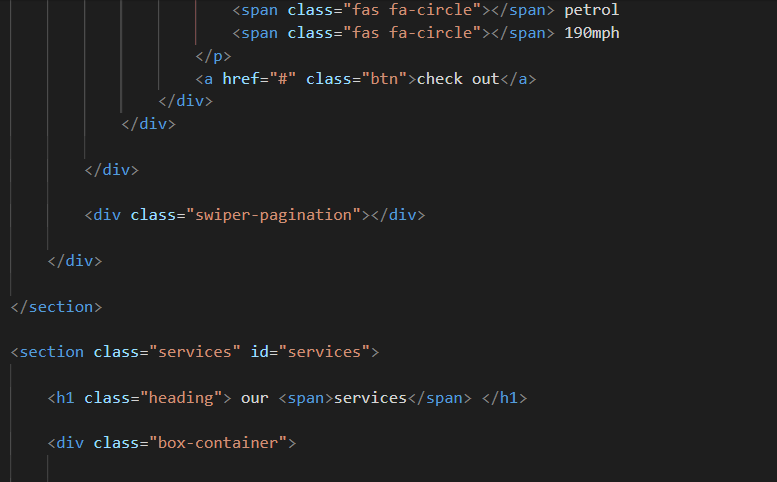 <span class="fas fa-circle"></span> petrol
<span class="fas fa-circle"></span> 190mph
</p>
<a href="#" class="btn">check out</a>
</div>
</div>
</div>
<div class="swiper-pagination"></div>
</div>
</section>
<section class="services" id="services">
<h1 class="heading"> our <span>services</span> </h1>
<div class="box-container">